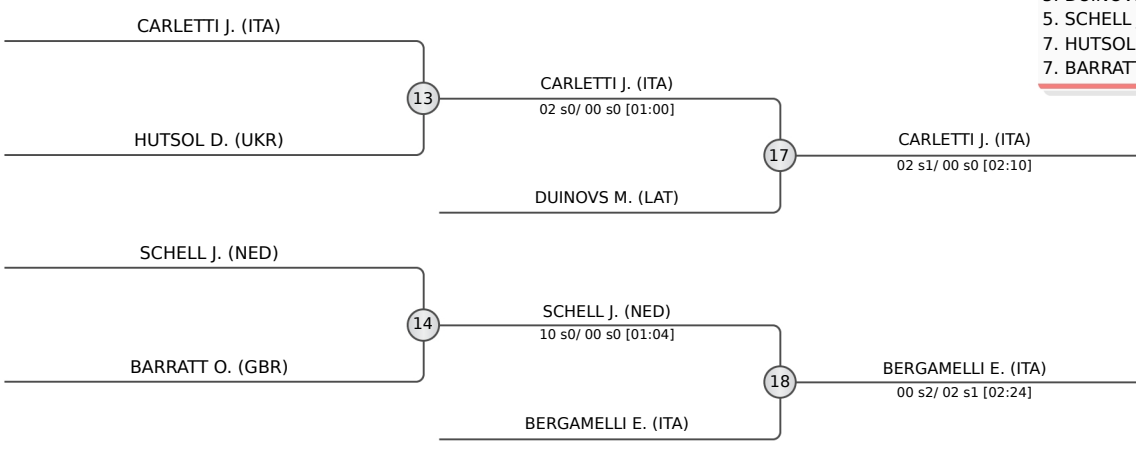 CARLETTI J. (ITA)
13
HUTSOL D. (UKR)
CARLETTI J. (ITA)
02 s0/ 00 s0 [01:00]
17
DUINOVS M. (LAT)
CARLETTI J. (ITA)
02 s1/ 00 s0 [02:10]
SCHELL J. (NED)
14
BARRATT O. (GBR)
SCHELL J. (NED)
10 s0/ 00 s0 [01:04]
18
BERGAMELLI E. (ITA)
BERGAMELLI E. (ITA)
00 s2/ 02 s1 [02:24]
5. SCHELL
7. HUTSOL
7. BARRATT